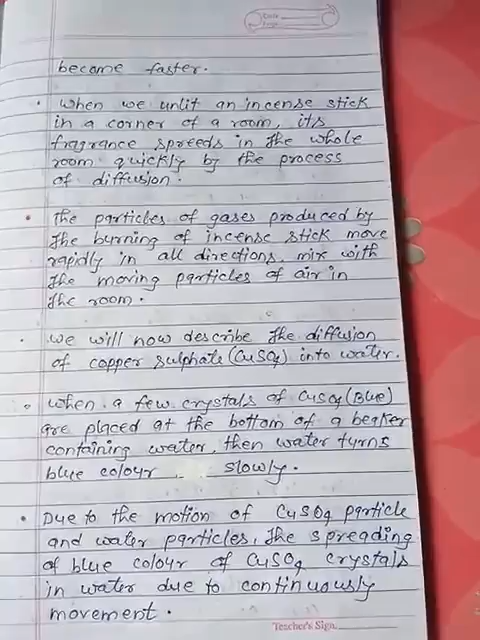 Date
Page
become faster.
• When we unlit an incense stick
in a corner of a room, its
fragrance spreeds in the whole
room quickly by the process
of diffusion.
• The particles of gases produced by
the burning of incense stick move
rapidly in all directions, mix with
the moving particles of air in
the room.
• We will now describe the diffusion
of copper sulphate (CuSO4) into water.
• When a few crystals of CuSO4 (Blue)
are placed at the bottom of a beaker
containing water, then water turns
blue colour slowly.
• Due to the motion of CuSO4 particle
and water particles, the spreading
of blue colour of CuSO4 crystals
in water due to continuously
movement.
Teacher's Sign